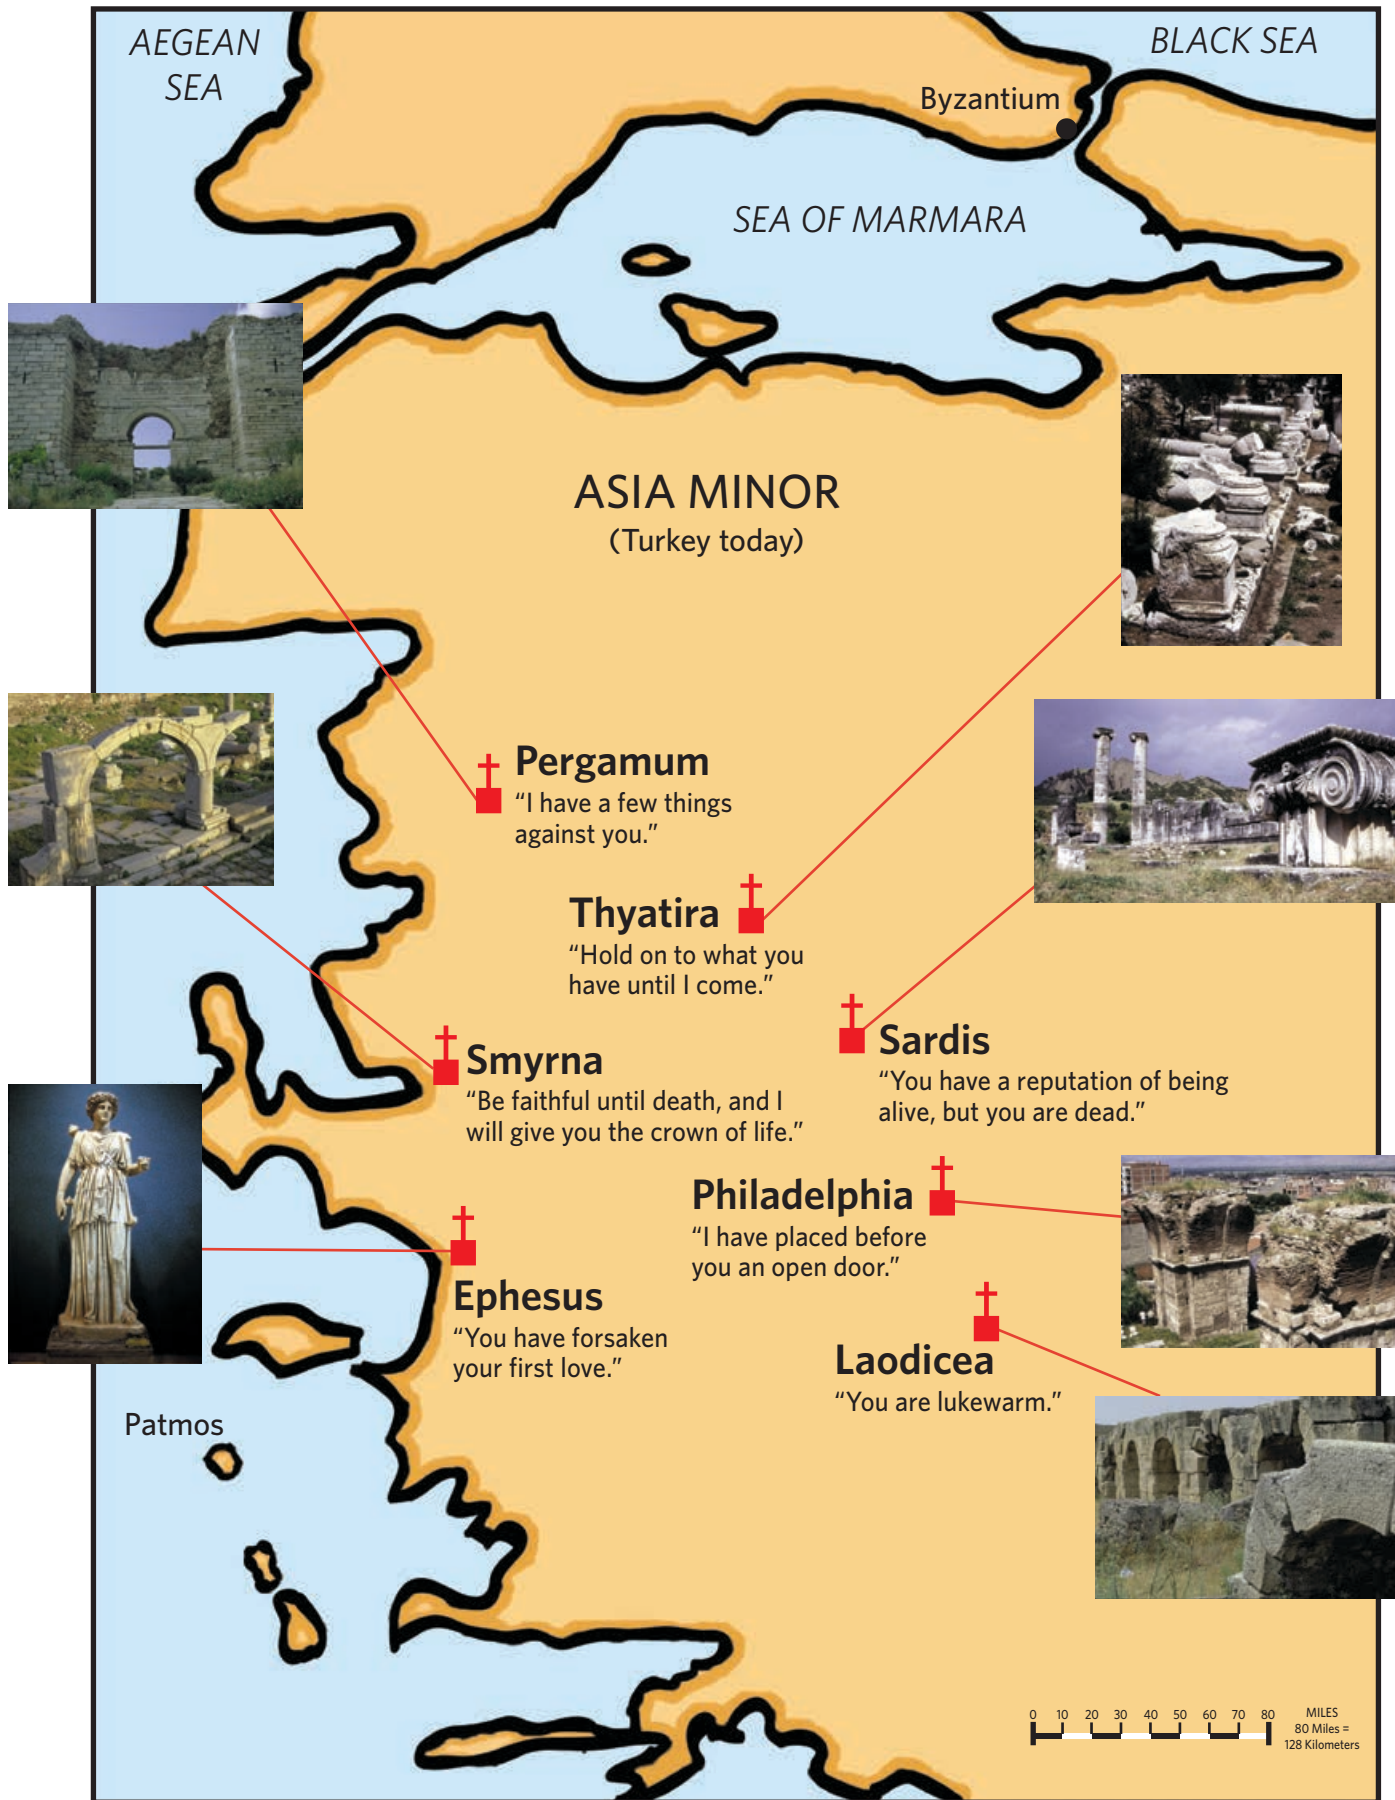 AEGEAN
SEA
BLACK SEA
Byzantium
SEA OF MARMARA
ASIA MINOR
(Turkey today)
Pergamum
“I have a few things
against you.”
Thyatira
“Hold on to what you
have until I come.”
Sardis
“You have a reputation of being
alive, but you are dead.”
Smyrna
“Be faithful until death, and I
will give you the crown of life.”
Philadelphia
“I have placed before
you an open door.”
Ephesus
“You have forsaken
your first love.”
Laodicea
“You are lukewarm.”
Patmos
0 10 20 30 40 50 60 70 80
MILES
80 Miles =
128 Kilometers